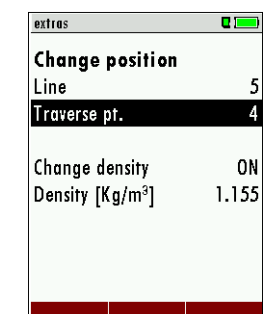 extras
Change position
Line 5
Traverse pt. 4
Change density ON
Density [Kg/m³] 1.155